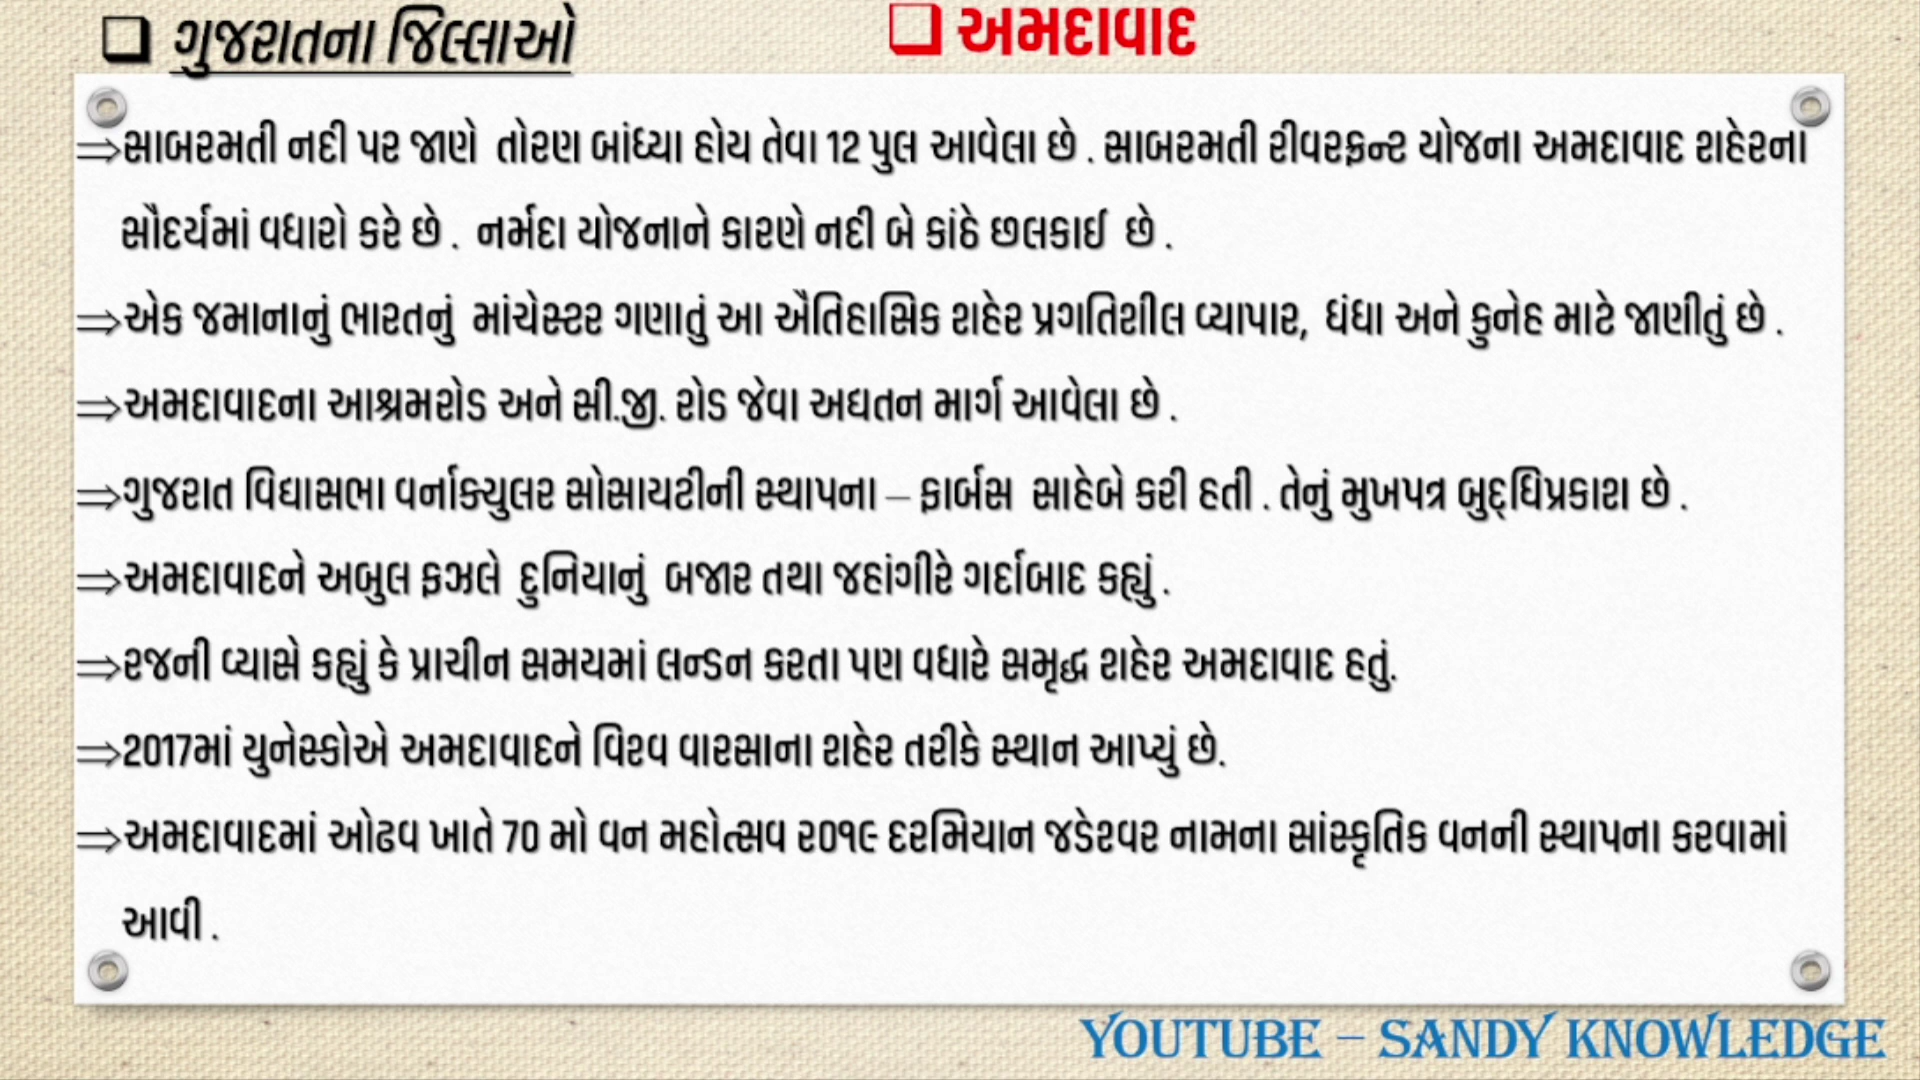 ❑ ગુજરાતના જિલ્લાઓ ❑ અમદાવાદ
⇒સાબરમતી નદી પર જાણે તોરણ બાંધ્યા હોય તેવા 12 પુલ આવેલા છે . સાબરમતી રીવરફ્રન્ટ યોજના અમદાવાદ શહેરના
સૌદર્યમાં વધારો કરે છે . નર્મદા યોજનાને કારણે નદી બે કાંઠે છલકાઈ છે .
⇒એક જમાનાનું ભારતનું માંચેસ્ટર ગણાતું આ ઐતિહાસિક શહેર પ્રગતિશીલ વ્યાપાર, ધંધા અને કુનેહ માટે જાણીતું છે .
⇒અમદાવાદના આશ્રમરોડ અને સી.જી. રોડ જેવા અદ્યતન માર્ગ આવેલા છે .
⇒ગુજરાત વિદ્યાસભા વર્નાક્યુલર સોસાયટીની સ્થાપના – ફાર્બસ સાહેબે કરી હતી . તેનું મુખપત્ર બુદ્ધિપ્રકાશ છે .
⇒અમદાવાદને અબુલ ફઝલે દુનિયાનું બજાર તથા જહાંગીરે ગર્દાબાદ કહ્યું .
⇒રજની વ્યાસે કહ્યું કે પ્રાચીન સમયમાં લન્ડન કરતા પણ વધારે સમૃદ્ધ શહેર અમદાવાદ હતું.
⇒2017માં યુનેસ્કોએ અમદાવાદને વિશ્વ વારસાના શહેર તરીકે સ્થાન આપ્યું છે.
⇒અમદાવાદમાં ઓઢવ ખાતે 70 મો વન મહોત્સવ ૨૦૧૯ દરમિયાન જડેશ્વર નામના સાંસ્કૃતિક વનની સ્થાપના કરવામાં
આવી .
YOUTUBE – SANDY KNOWLEDGE